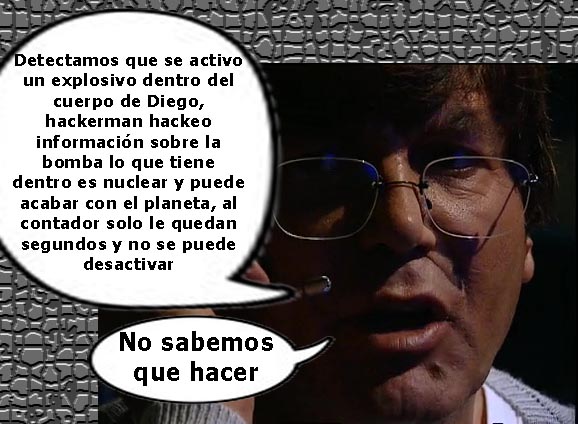 Detectamos que se activo
un explosivo dentro del
cuerpo de Diego,
hackerman hackeo
información sobre la
bomba lo que tiene
dentro es nuclear y puede
acabar con el planeta, al
contador solo le quedan
segundos y no se puede
desactivar
No sabemos
que hacer